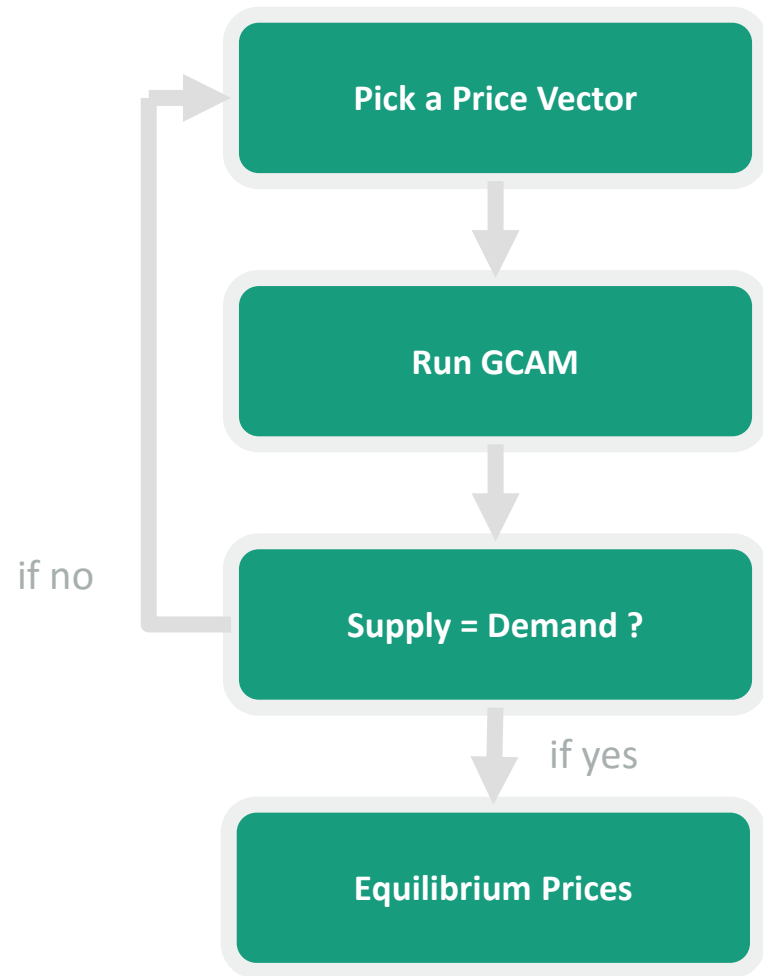 Pick a Price Vector
Run GCAM
if no
Supply = Demand ?
if yes
Equilibrium Prices